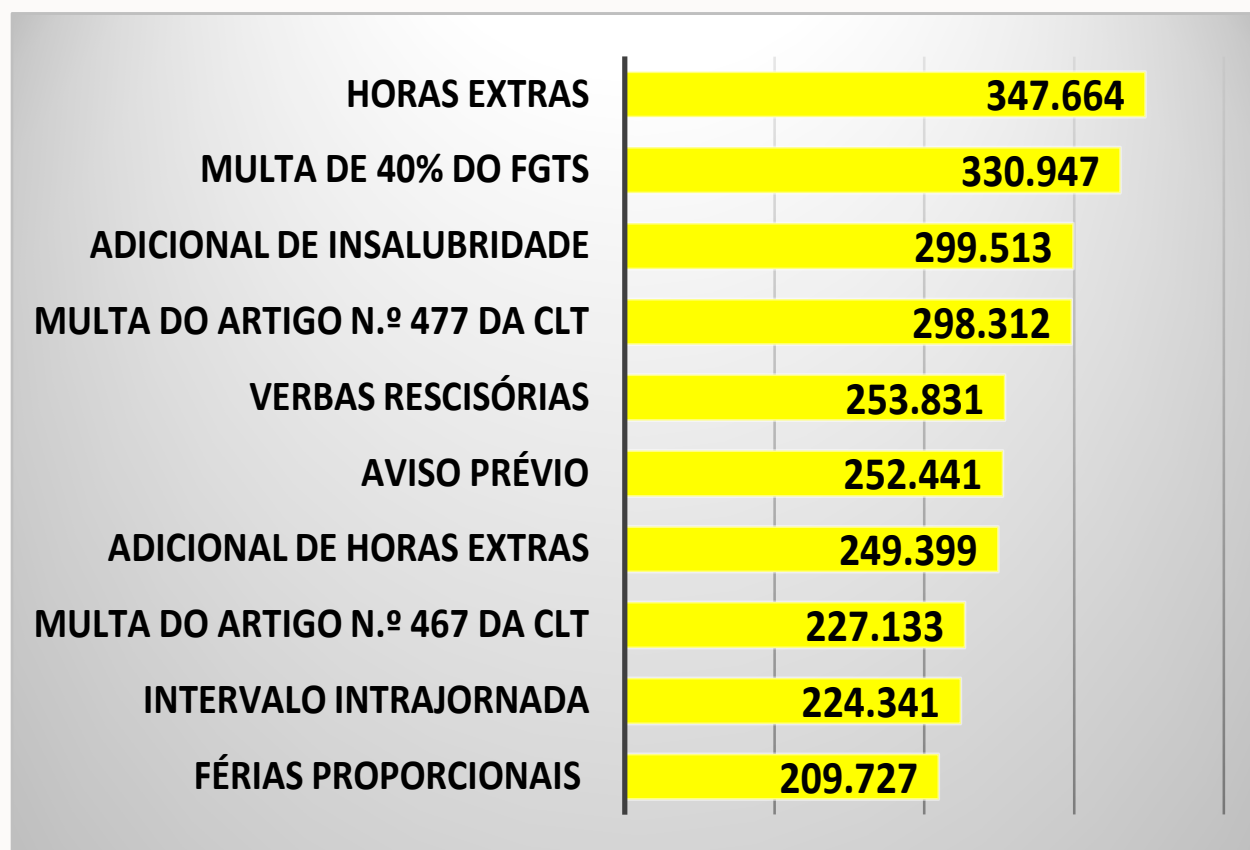 HORAS EXTRAS 347.664
MULTA DE 40% DO FGTS 330.947
ADICIONAL DE INSALUBRIDADE 299.513
MULTA DO ARTIGO N.º 477 DA CLT 298.312
VERBAS RESCISÓRIAS 253.831
AVISO PRÉVIO 252.441
ADICIONAL DE HORAS EXTRAS 249.399
MULTA DO ARTIGO N.º 467 DA CLT 227.133
INTERVALO INTRAJORNADA 224.341
FÉRIAS PROPORCIONAIS 209.727